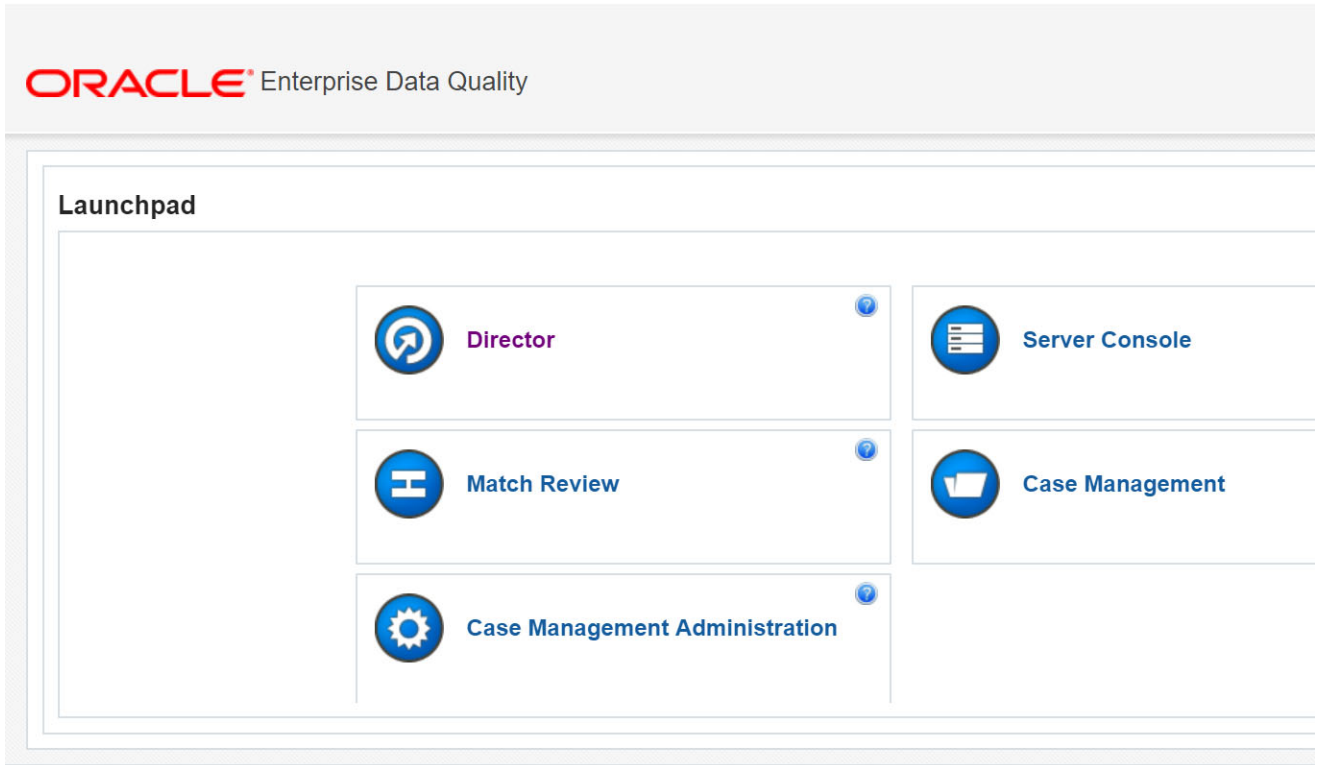 ORACLE® Enterprise Data Quality
Launchpad
Director
Server Console
Match Review
Case Management
Case Management Administration